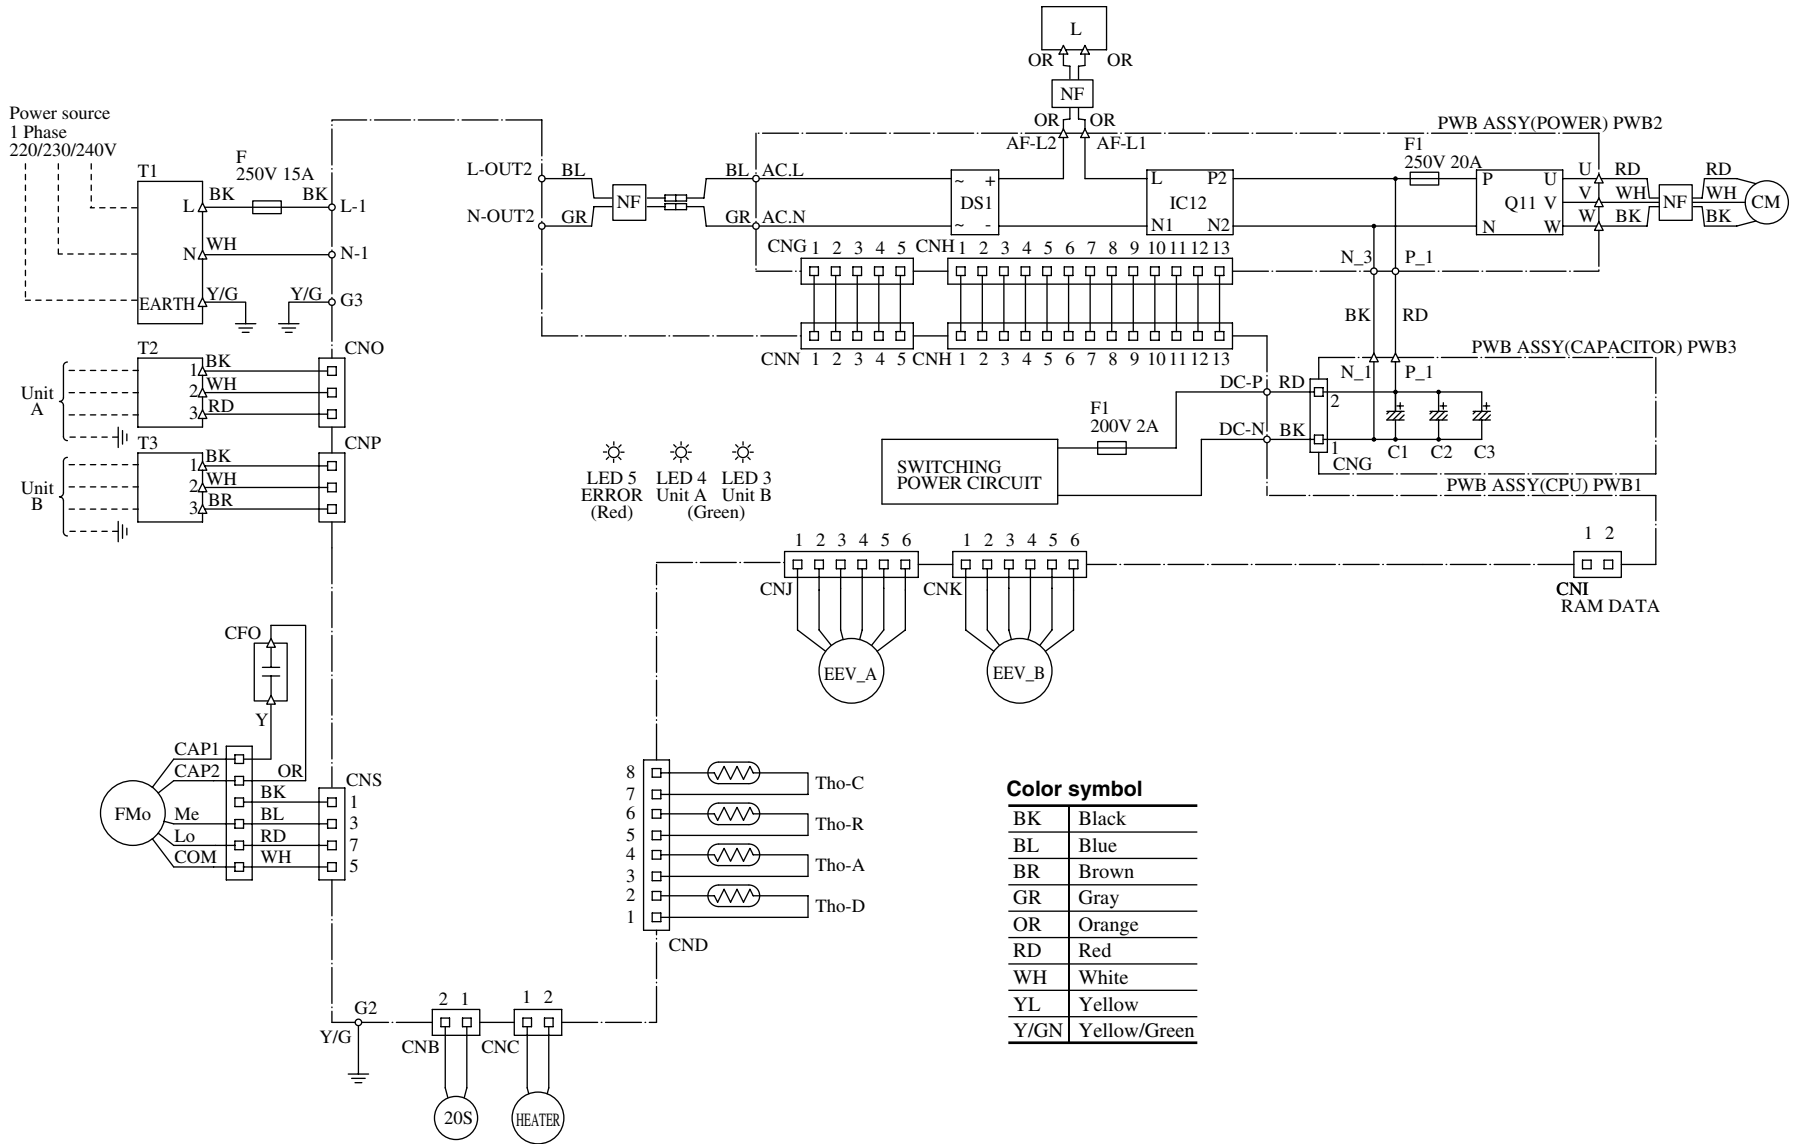 L
OR OR
NF
OR OR
AF-L2 AF-L1
PWB ASSY(POWER) PWB2
Power source
1 Phase
220/230/240V
T1
F
250V 15A
L BK BK L-1
N WH N-1
EARTH Y/G Y/G G3
L-OUT2 BL
N-OUT2 GR
NF
BL AC.L
GR AC.N
~ +
DS1
~ -
L P2
IC12
N1 N2
F1
250V 20A
P U
Q11 V
N W
U RD
V WH
W BK
NF
RD
WH
BK
CM
CNG 1 2 3 4 5 CNH 1 2 3 4 5 6 7 8 9 10 11 12 13
N_3 P_1
BK RD
CNN 1 2 3 4 5 CNH 1 2 3 4 5 6 7 8 9 10 11 12 13
PWB ASSY(CAPACITOR) PWB3
N_1 P_1
DC-P RD 2
DC-N BK 1
CNG
+ + +
C1 C2 C3
F1
200V 2A
SWITCHING
POWER CIRCUIT
PWB ASSY(CPU) PWB1
T2 CNO
Unit
A
1 BK
2 WH
3 RD
T3 CNP
Unit
B
1 BK
2 WH
3 BR
LED 5 LED 4 LED 3
ERROR Unit A Unit B
(Red) (Green)
1 2 3 4 5 6
CNJ
EEV_A
1 2 3 4 5 6
CNK
EEV_B
1 2
CNI
RAM DATA
CFO
Y
CAP1
CAP2 OR
CNS
BK 1
FMo
Me BL 3
Lo RD 7
COM WH 5
8
7 Tho-C
6
5 Tho-R
4
3 Tho-A
2
1 Tho-D
CND
G2
Y/G
2 1
CNB
20S
1 2
CNC
HEATER
Color symbol
BK Black
BL Blue
BR Brown
GR Gray
OR Orange
RD Red
WH White
YL Yellow
Y/GN Yellow/Green